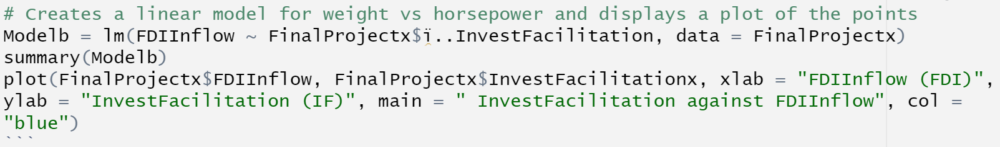 # Creates a linear model for weight vs horsepower and displays a plot of the points
Modelb = lm(FDIInflow ~ FinalProjectx$ï..InvestFacilitation, data = FinalProjectx)
summary(Modelb)
plot(FinalProjectx$FDIInflow, FinalProjectx$InvestFacilitationx, xlab = "FDIInflow (FDI)",
ylab = "InvestFacilitation (IF)", main = " InvestFacilitation against FDIInflow", col =
"blue")
```